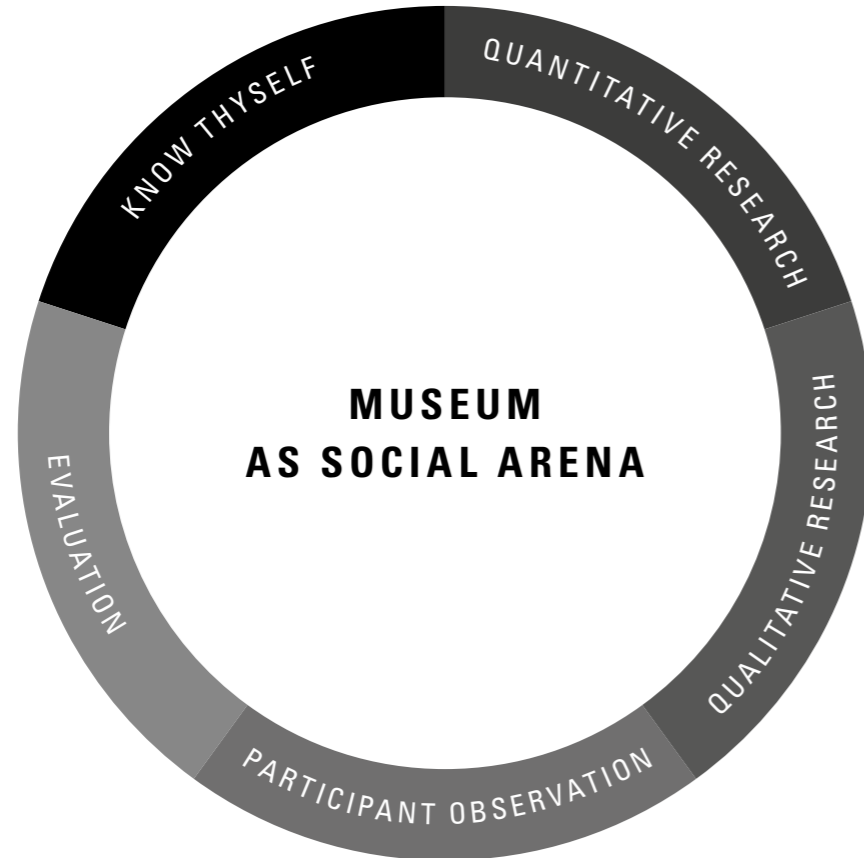 KNOW THYSELF
QUANTITATIVE RESEARCH
QUALITATIVE RESEARCH
PARTICIPANT OBSERVATION
EVALUATION
MUSEUM
AS SOCIAL ARENA